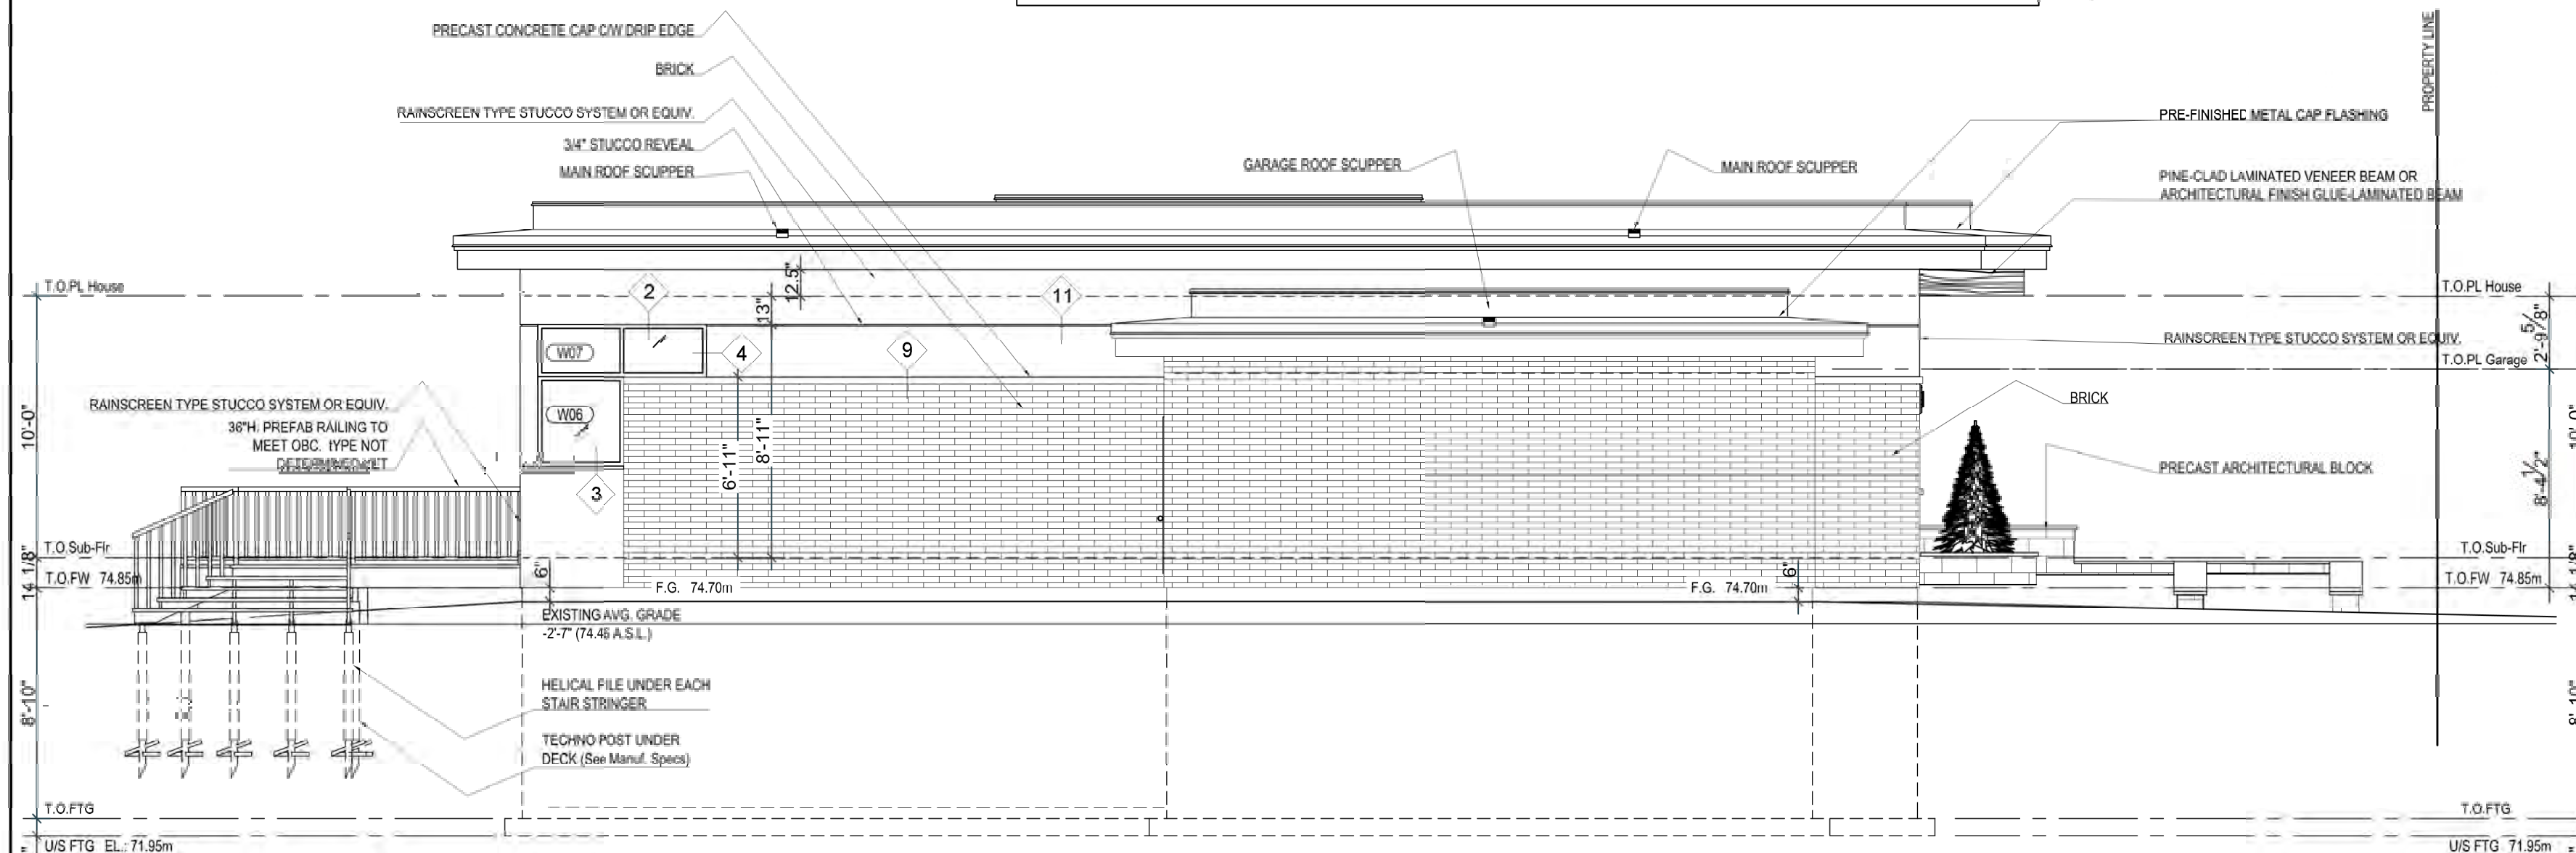 PRECAST CONCRETE CAP C/W DRIP EDGE
BRICK
RAINSCREEN TYPE STUCCO SYSTEM OR EQUIV.
3/4" STUCCO REVEAL
MAIN ROOF SCUPPER
GARAGE ROOF SCUPPER
MAIN ROOF SCUPPER
PROPERTY LINE
PRE-FINISHED METAL CAP FLASHING
PINE-CLAD LAMINATED VENEER BEAM OR
ARCHITECTURAL FINISH GLUE-LAMINATED BEAM
T.O.PL House
2
12.5"
13"
11
T.O.PL House
W07
4
9
2'-9 5/8"
RAINSCREEN TYPE STUCCO SYSTEM OR EQUIV.
T.O.PL Garage
RAINSCREEN TYPE STUCCO SYSTEM OR EQUIV.
36"H. PREFAB RAILING TO
MEET OBC. TYPE NOT
W06
BRICK
10'-0"
6'-11"
8'-11"
3
PRECAST ARCHITECTURAL BLOCK
8'-4 1/2"
10'-0"
T.O.Sub-Flr
T.O.Sub-Flr
14 1/8"
T.O.FW 74.85m
6"
F.G. 74.70m
F.G. 74.70m
6"
T.O.FW 74.85m
EXISTING AVG. GRADE
-2'-7" (74.46 A.S.L.)
8'-10"
HELICAL PILE UNDER EACH
STAIR STRINGER
TECHNO POST UNDER
DECK (See Manuf. Specs)
8'-10"
T.O.FTG
T.O.FTG
U/S FTG EL.: 71.95m
U/S FTG 71.95m